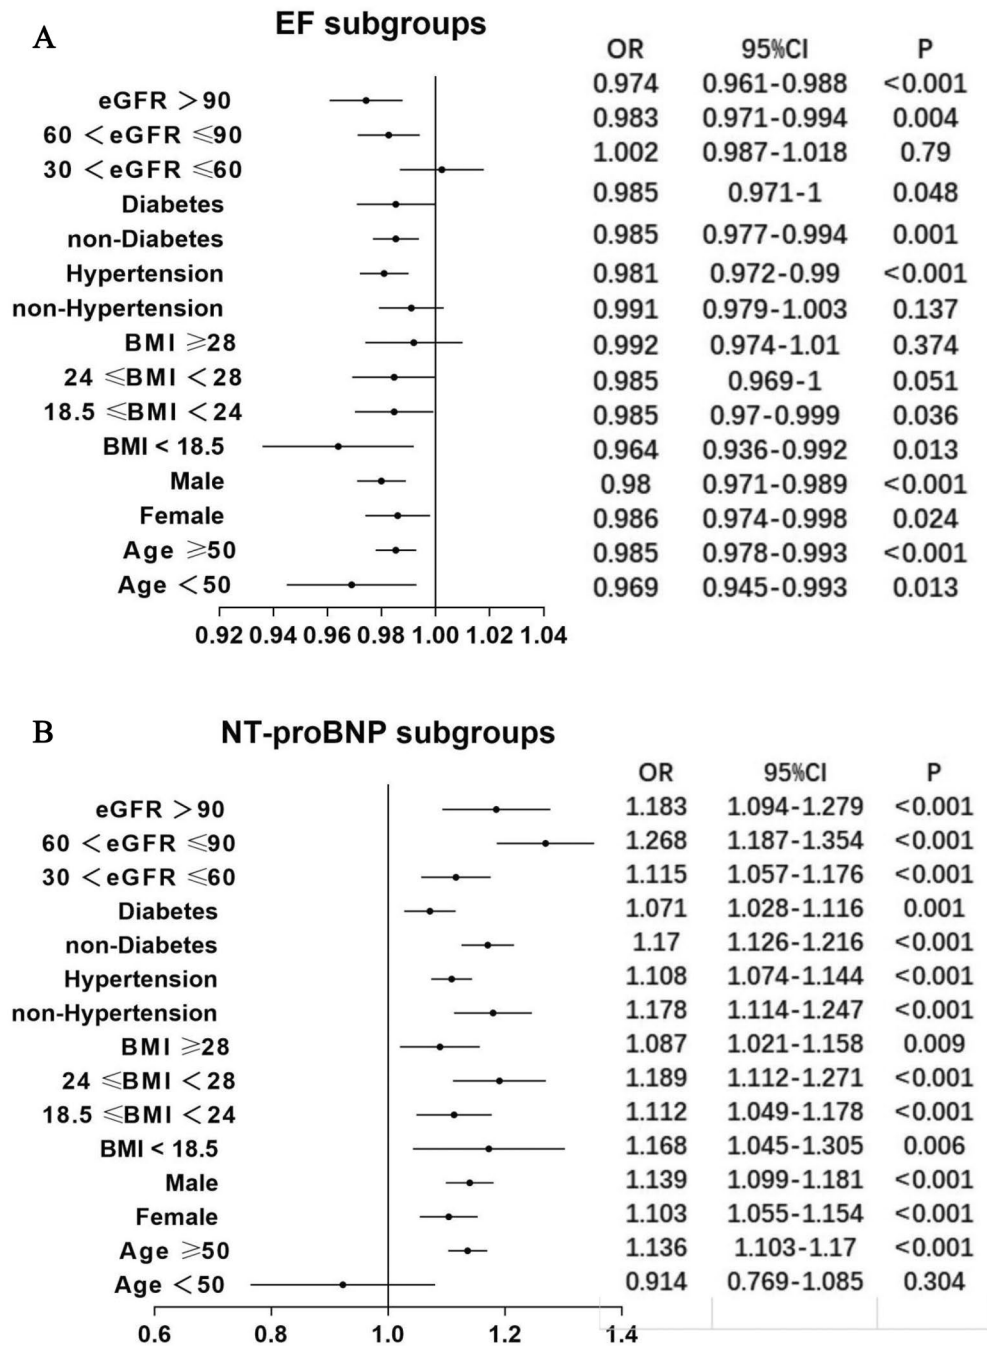 A
EF subgroups
OR 95%CI P
eGFR >90 0.974 0.961-0.988 <0.001
60 <eGFR ⩽90 0.983 0.971-0.994 0.004
30 <eGFR ⩽60 1.002 0.987-1.018 0.79
Diabetes 0.985 0.971-1 0.048
non-Diabetes 0.985 0.977-0.994 0.001
Hypertension 0.981 0.972-0.99 <0.001
non-Hypertension 0.991 0.979-1.003 0.137
BMI ⩾28 0.992 0.974-1.01 0.374
24 ⩽BMI <28 0.985 0.969-1 0.051
18.5 ⩽BMI <24 0.985 0.97-0.999 0.036
BMI < 18.5 0.964 0.936-0.992 0.013
Male 0.98 0.971-0.989 <0.001
Female 0.986 0.974-0.998 0.024
Age ⩾50 0.985 0.978-0.993 <0.001
Age <50 0.969 0.945-0.993 0.013
0.92 0.94 0.96 0.98 1.00 1.02 1.04
B
NT-proBNP subgroups
OR 95%CI P
eGFR >90 1.183 1.094-1.279 <0.001
60 <eGFR ⩽90 1.268 1.187-1.354 <0.001
30 <eGFR ⩽60 1.115 1.057-1.176 <0.001
Diabetes 1.071 1.028-1.116 0.001
non-Diabetes 1.17 1.126-1.216 <0.001
Hypertension 1.108 1.074-1.144 <0.001
non-Hypertension 1.178 1.114-1.247 <0.001
BMI ⩾28 1.087 1.021-1.158 0.009
24 ⩽BMI <28 1.189 1.112-1.271 <0.001
18.5 ⩽BMI <24 1.112 1.049-1.178 <0.001
BMI < 18.5 1.168 1.045-1.305 0.006
Male 1.139 1.099-1.181 <0.001
Female 1.103 1.055-1.154 <0.001
Age ⩾50 1.136 1.103-1.17 <0.001
Age <50 0.914 0.769-1.085 0.304
0.6 0.8 1.0 1.2 1.4